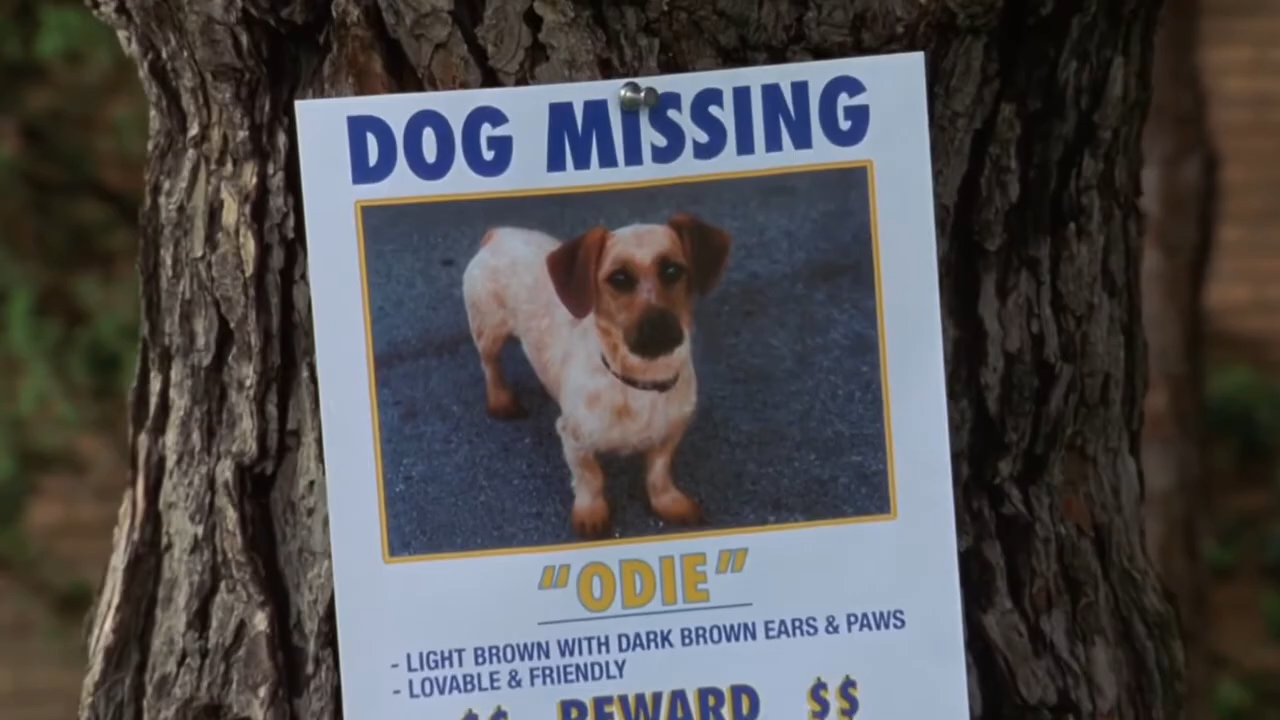 DOG MISSING
"ODIE"
- LIGHT BROWN WITH DARK BROWN EARS & PAWS
- LOVABLE & FRIENDLY
$$ REWARD $$